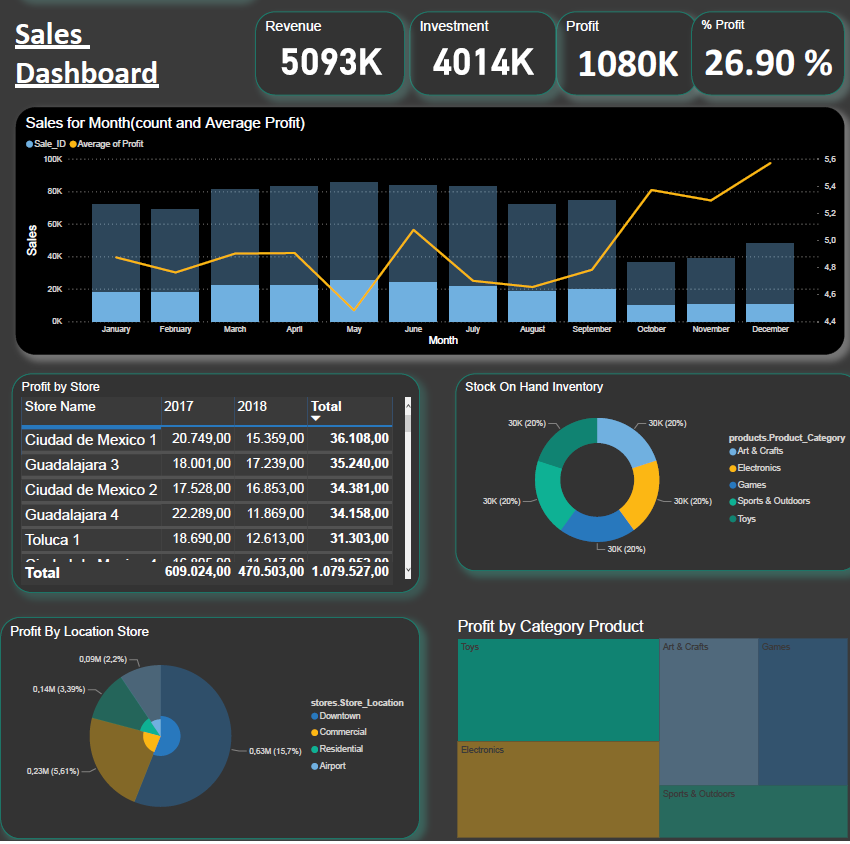 Sales
Dashboard
Revenue
5093K
Investment
4014K
Profit
1080K
% Profit
26.90 %
Sales for Month(count and Average Profit)
Sale_ID Average of Profit
100K
80K
60K
40K
20K
0K
Sales
5,6
5,4
5,2
5,0
4,8
4,6
4,4
January February March April May June July August September October November December
Month
Profit by Store
Store Name 2017 2018 Total
Ciudad de Mexico 1 20.749,00 15.359,00 36.108,00
Guadalajara 3 18.001,00 17.239,00 35.240,00
Ciudad de Mexico 2 17.528,00 16.853,00 34.381,00
Guadalajara 4 22.289,00 11.869,00 34.158,00
Toluca 1 18.690,00 12.613,00 31.303,00
Total 609.024,00 470.503,00 1.079.527,00
Stock On Hand Inventory
30K (20%)
30K (20%)
30K (20%)
30K (20%)
30K (20%)
products.Product_Category
Art & Crafts
Electronics
Games
Sports & Outdoors
Toys
Profit By Location Store
0,09M (2,2%)
0,14M (3,39%)
0,23M (5,61%)
0,63M (15,7%)
stores.Store_Location
Downtown
Commercial
Residential
Airport
Profit by Category Product
Toys
Art & Crafts
Games
Electronics
Sports & Outdoors